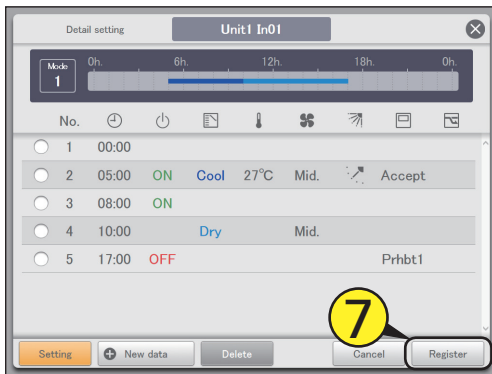 Detail setting Unit1 In01
Mode 1 0h. 6h. 12h. 18h. 0h.
No.
1 00:00
2 05:00 ON Cool 27°C Mid. Accept
3 08:00 ON
4 10:00 Dry Mid.
5 17:00 OFF Prhbt1
7
Setting New data Delete Cancel Register